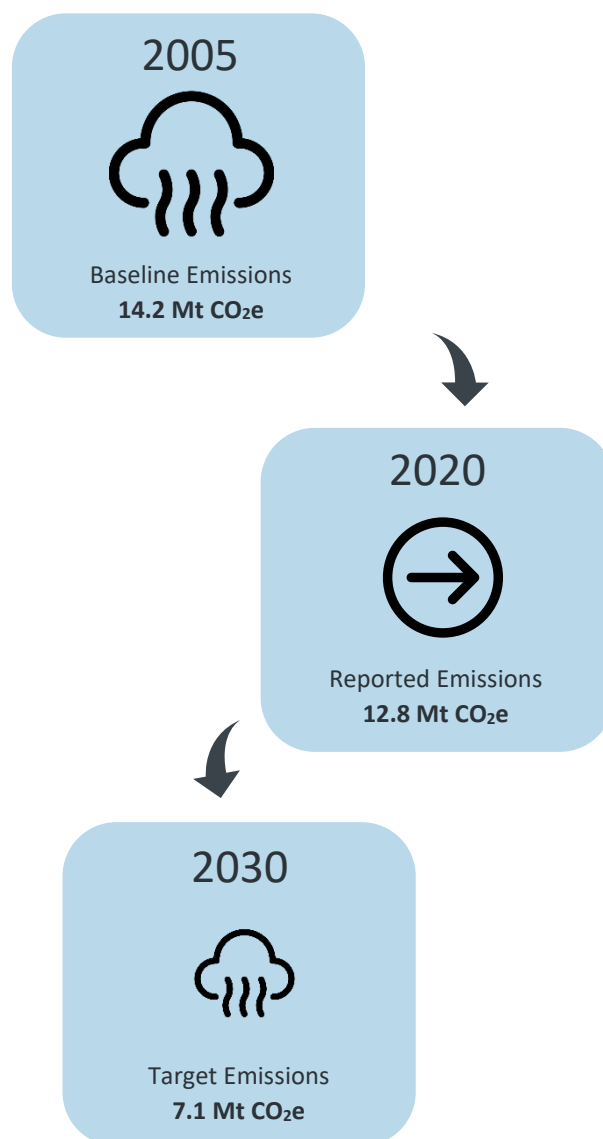 2005
Baseline Emissions
14.2 Mt CO₂e
2020
Reported Emissions
12.8 Mt CO₂e
2030
Target Emissions
7.1 Mt CO₂e